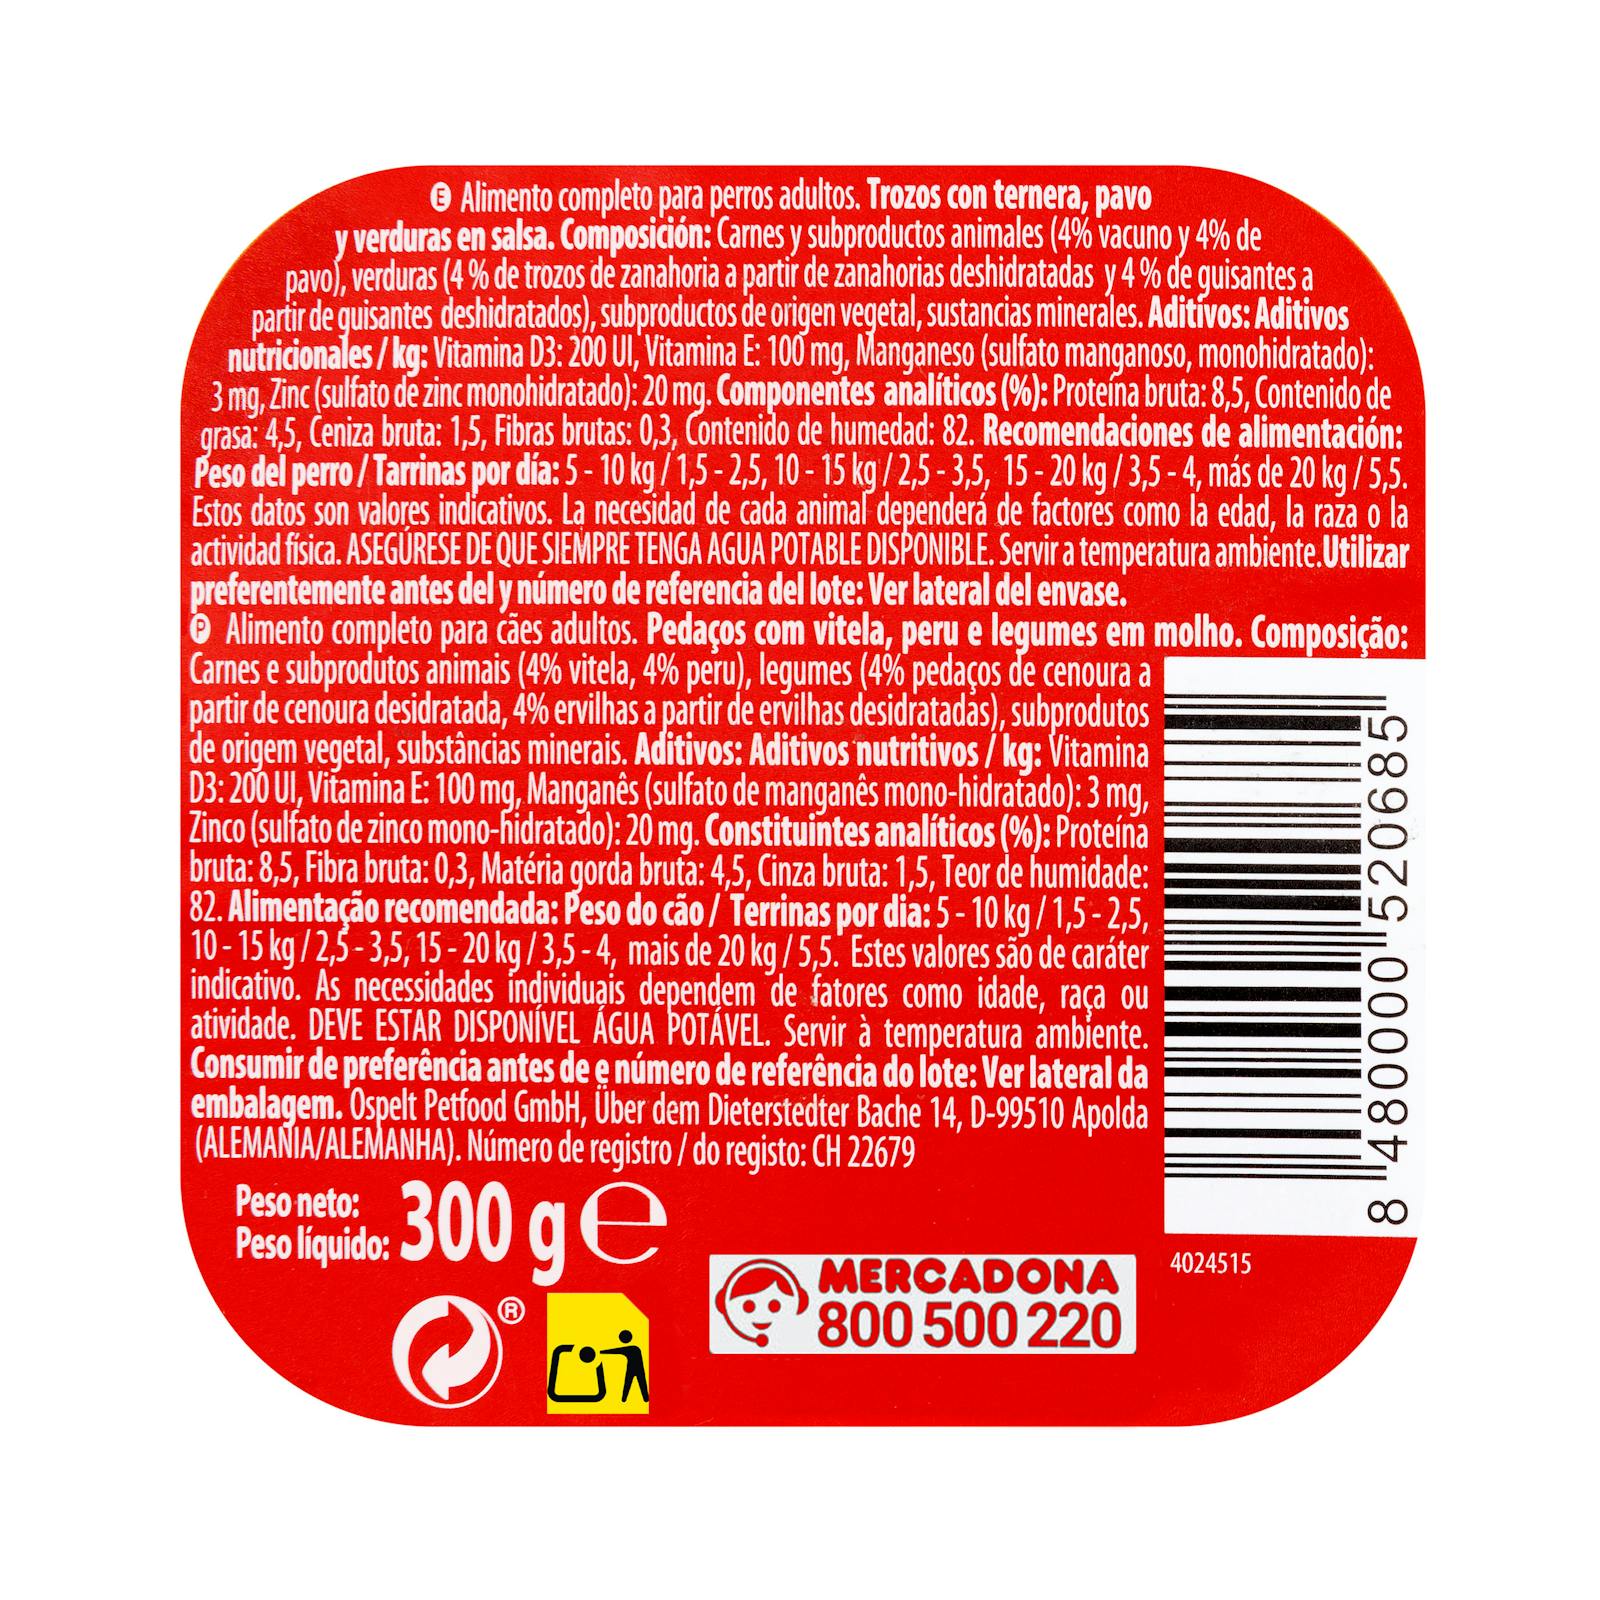 E Alimento completo para perros adultos. Trozos con ternera, pavo
y verduras en salsa. Composición: Carnes y subproductos animales (4% vacuno y 4% de
pavo), verduras (4 % de trozos de zanahoria a partir de zanahorias deshidratadas y 4 % de guisantes a
partir de guisantes deshidratados), subproductos de origen vegetal, sustancias minerales. Aditivos: Aditivos
nutricionales / kg: Vitamina D3: 200 UI, Vitamina E: 100 mg, Manganeso (sulfato manganoso, monohidratado):
3 mg, Zinc (sulfato de zinc monohidratado): 20 mg. Componentes analíticos (%): Proteína bruta: 8,5, Contenido de
grasa: 4,5, Ceniza bruta: 1,5, Fibras brutas: 0,3, Contenido de humedad: 82. Recomendaciones de alimentación:
Peso del perro / Tarrinas por día: 5 - 10 kg / 1,5 - 2,5, 10 - 15 kg / 2,5 - 3,5, 15 - 20 kg / 3,5 - 4, más de 20 kg / 5,5.
Estos datos son valores indicativos. La necesidad de cada animal dependerá de factores como la edad, la raza o la
actividad física. ASEGÚRESE DE QUE SIEMPRE TENGA AGUA POTABLE DISPONIBLE. Servir a temperatura ambiente. Utilizar
preferentemente antes del y número de referencia del lote: Ver lateral del envase.
P Alimento completo para cães adultos. Pedaços com vitela, peru e legumes em molho. Composição:
Carnes e subprodutos animais (4% vitela, 4% peru), legumes (4% pedaços de cenoura a
partir de cenoura desidratada, 4% ervilhas a partir de ervilhas desidratadas), subprodutos
de origem vegetal, substâncias minerais. Aditivos: Aditivos nutritivos / kg: Vitamina
D3: 200 UI, Vitamina E: 100 mg, Manganês (sulfato de manganês mono-hidratado): 3 mg,
Zinco (sulfato de zinco mono-hidratado): 20 mg. Constituintes analíticos (%): Proteína
bruta: 8,5, Fibra bruta: 0,3, Matéria gorda bruta: 4,5, Cinza bruta: 1,5, Teor de humidade:
82. Alimentação recomendada: Peso do cão / Terrinas por dia: 5 - 10 kg / 1,5 - 2,5,
10 - 15 kg / 2,5 - 3,5, 15 - 20 kg / 3,5 - 4, mais de 20 kg / 5,5. Estes valores são de caráter
indicativo. As necessidades individuais dependem de fatores como idade, raça ou
atividade. DEVE ESTAR DISPONÍVEL ÁGUA POTÁVEL. Servir à temperatura ambiente.
Consumir de preferência antes de e número de referência do lote: Ver lateral da
embalagem. Ospelt Petfood GmbH, Über dem Dieterstedter Bache 14, D-99510 Apolda
(ALEMANIA/ALEMANHA). Número de registro / do registo: CH 22679
Peso neto:
Peso líquido: 300 g e
®
MERCADONA
800 500 220
8 480000 520685
4024515